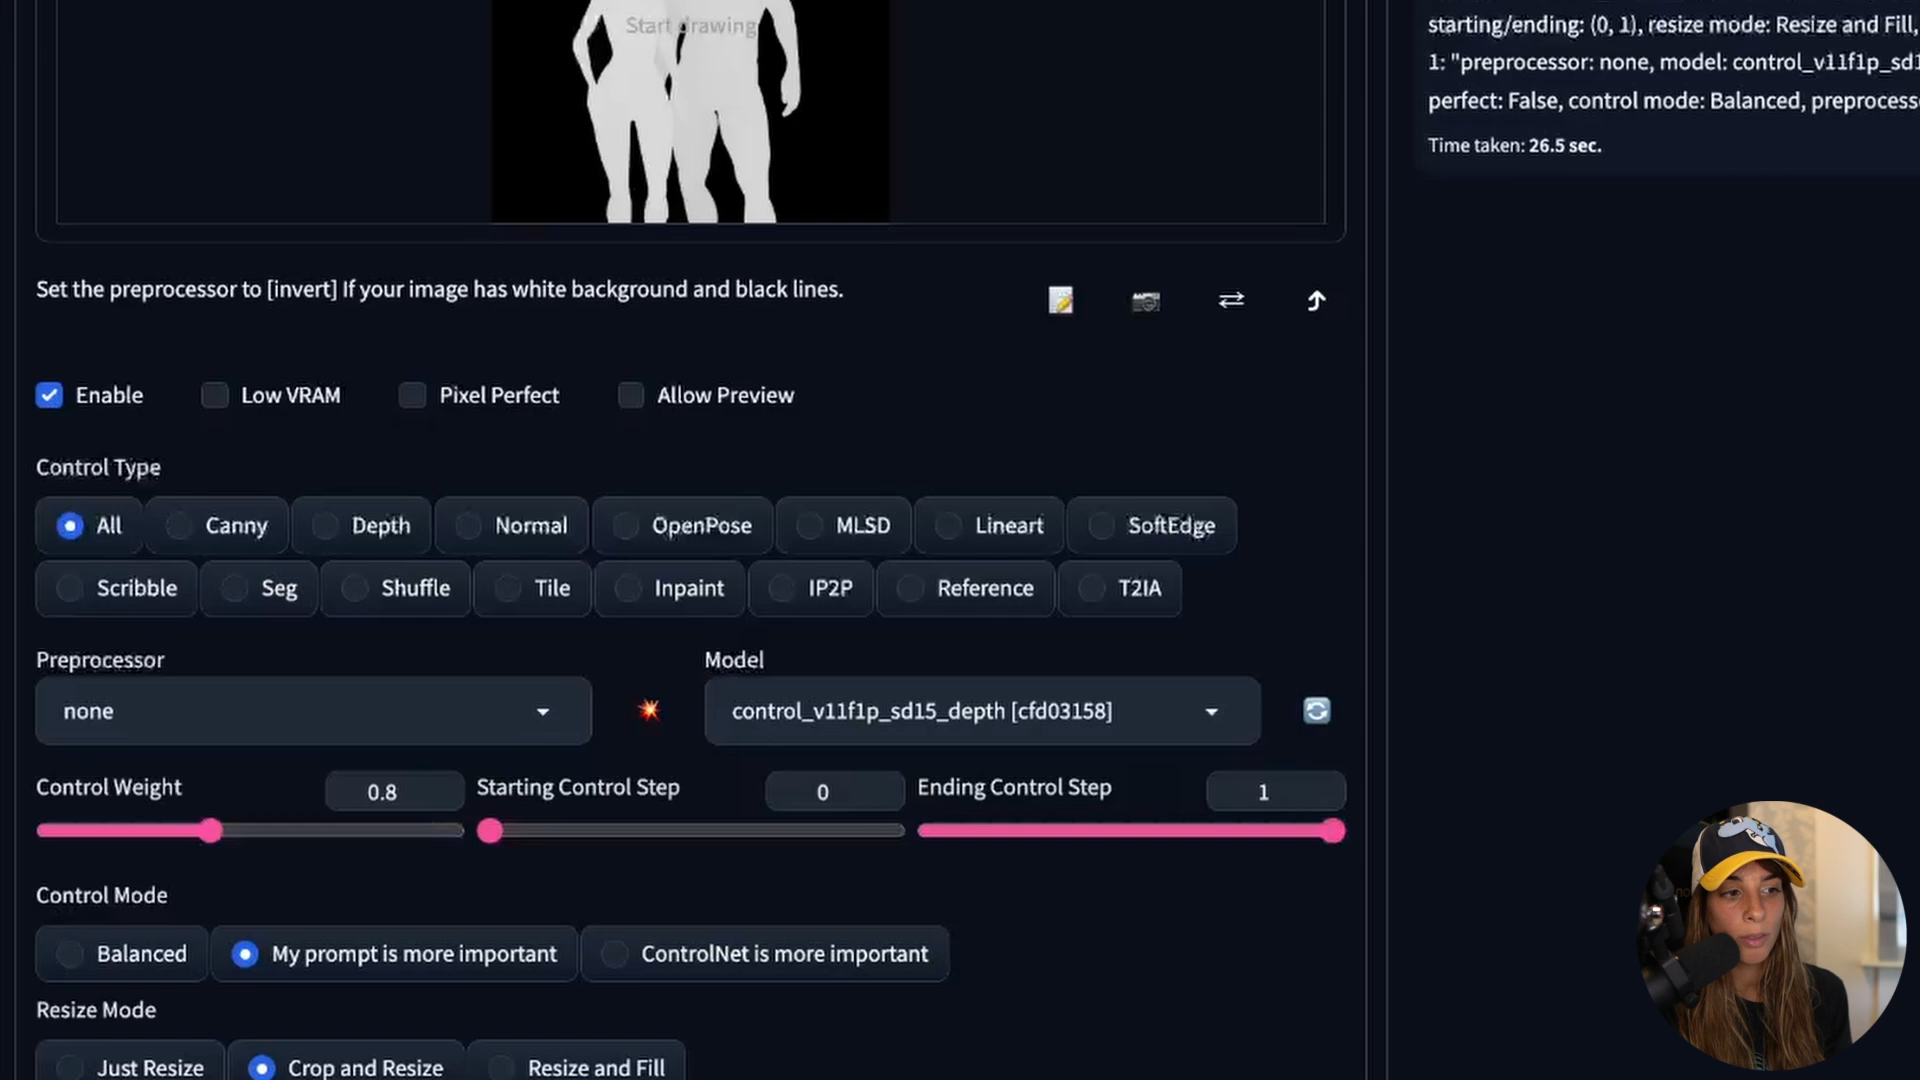 Start drawing
starting/ending: (0, 1), resize mode: Resize and Fill,
1: "preprocessor: none, model: control_v11f1p_sd1
perfect: False, control mode: Balanced, preprocess
Time taken: 26.5 sec.
Set the preprocessor to [invert] If your image has white background and black lines.
Enable Low VRAM Pixel Perfect Allow Preview
Control Type
All Canny Depth Normal OpenPose MLSD Lineart SoftEdge
Scribble Seg Shuffle Tile Inpaint IP2P Reference T2IA
Preprocessor Model
none control_v11f1p_sd15_depth [cfd03158]
Control Weight 0.8 Starting Control Step 0 Ending Control Step 1
Control Mode
Balanced My prompt is more important ControlNet is more important
Resize Mode
Just Resize Crop and Resize Resize and Fill